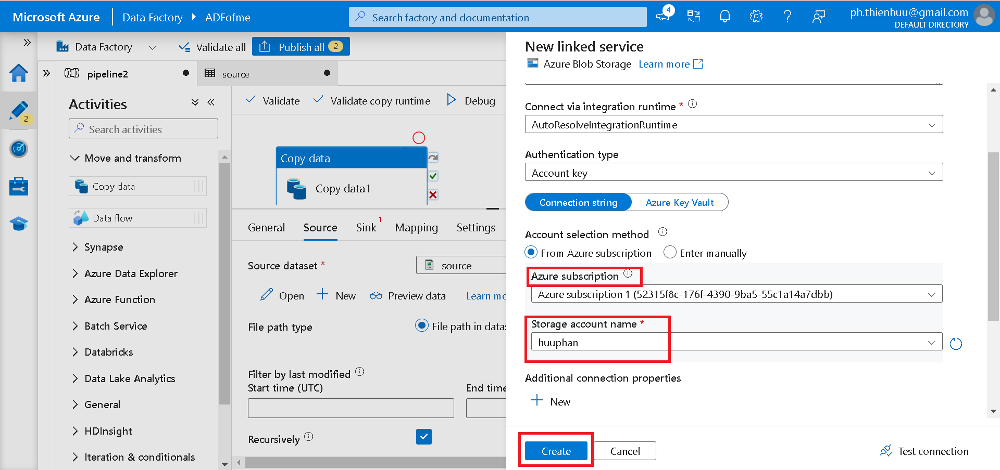 Microsoft Azure
Data Factory
ADFofme
Search factory and documentation
4
ph.thienhuu@gmail.com
DEFAULT DIRECTORY
Data Factory
Validate all
Publish all 2
pipeline2
source
2
Activities
Search activities
Move and transform
Copy data
Data flow
Synapse
Azure Data Explorer
Azure Function
Batch Service
Databricks
Data Lake Analytics
General
HDInsight
Iteration & conditionals
Validate
Validate copy runtime
Debug
Copy data
Copy data1
General
Source
Sink 1
Mapping
Settings
Source dataset *
source
Open
New
Preview data
Learn mo
File path type
File path in datas
Filter by last modified
Start time (UTC)
End time
Recursively
New linked service
Azure Blob Storage Learn more
Connect via integration runtime *
AutoResolveIntegrationRuntime
Authentication type
Account key
Connection string
Azure Key Vault
Account selection method
From Azure subscription
Enter manually
Azure subscription
Azure subscription 1 (52315f8c-176f-4390-9ba5-55c1a14a7dbb)
Storage account name *
huuphan
Additional connection properties
New
Create
Cancel
Test connection